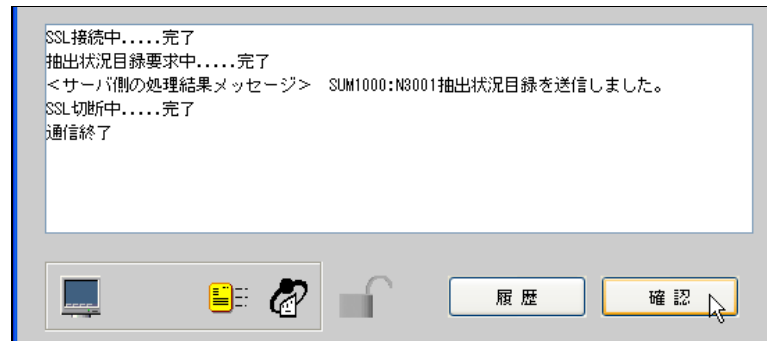 SSL接続中.....完了
抽出状況目録要求中.....完了
＜サーバ側の処理結果メッセージ＞　SUM1000:N3001抽出状況目録を送信しました。
SSL切断中.....完了
通信終了
履 歴
確 認